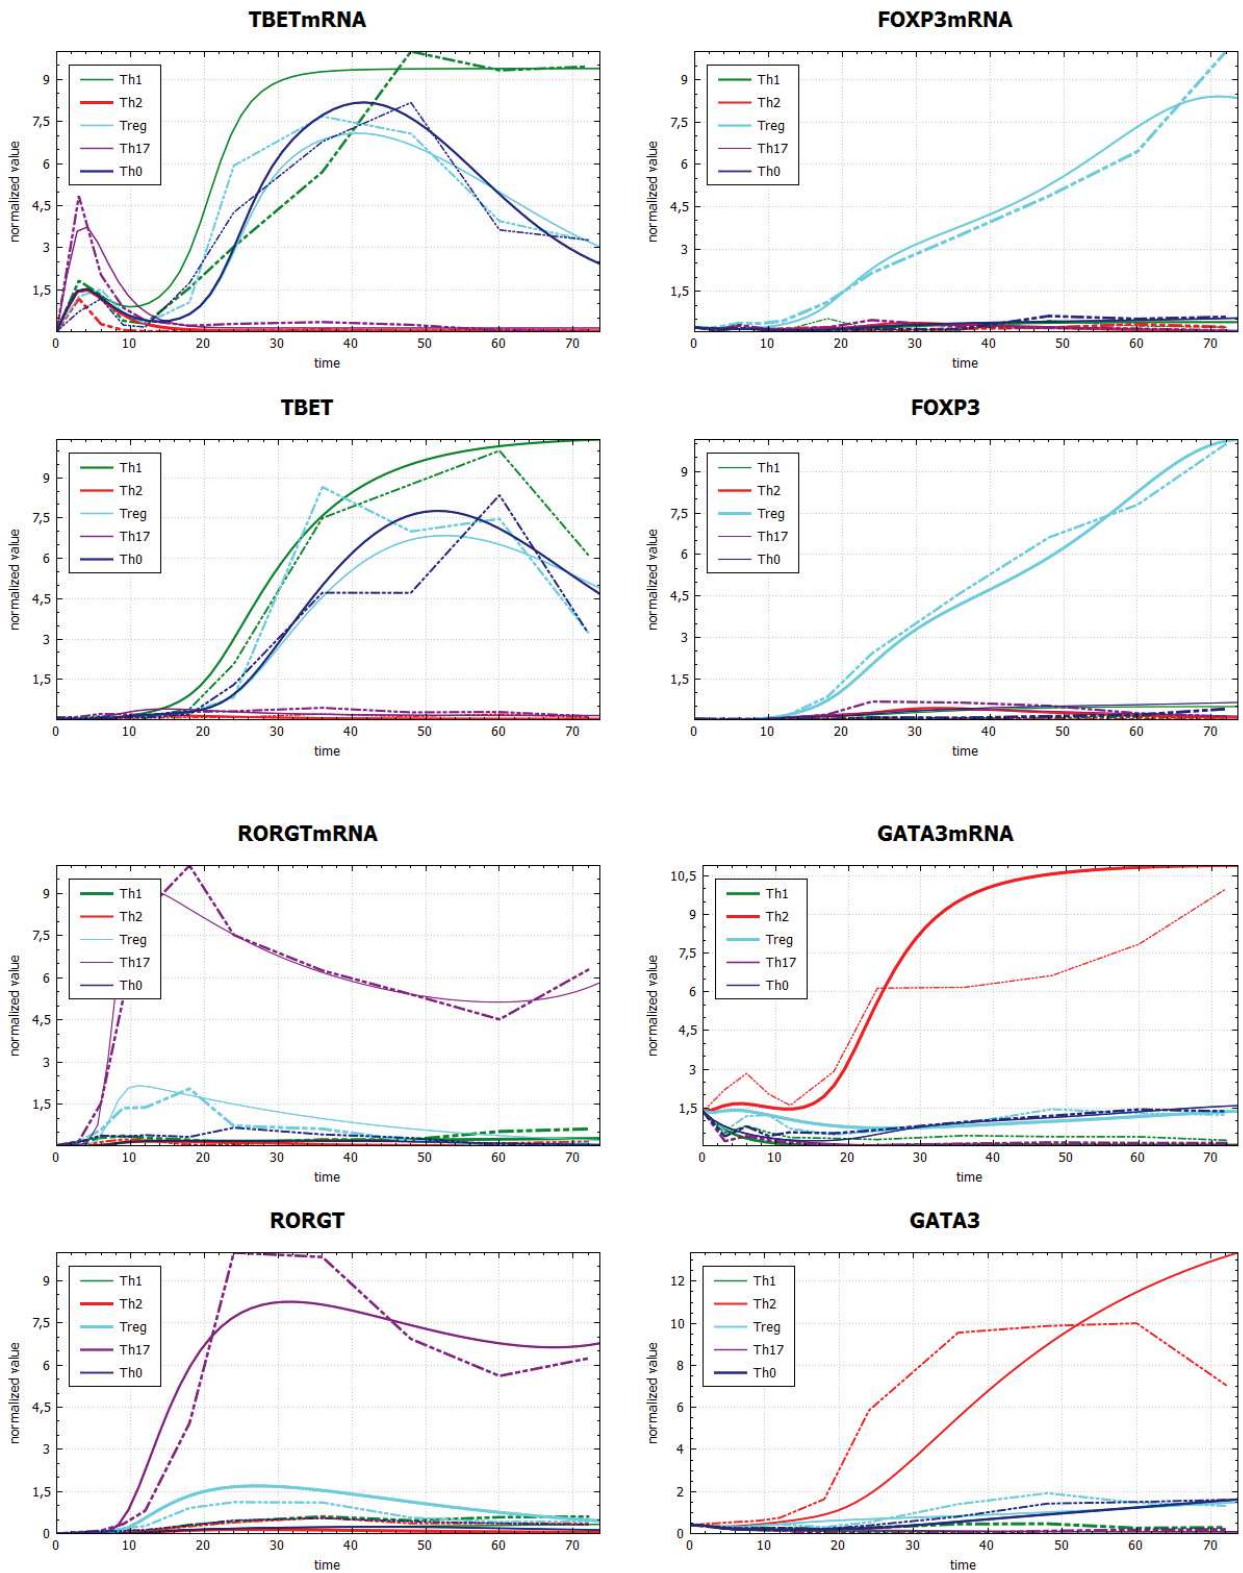 TBETmRNA
FOXP3mRNA
9
7,5
6
4,5
3
1,5
normalized value
Th1
Th2
Treg
Th17
Th0
0 10 20 30 40 50 60 70
time
9
7,5
6
4,5
3
1,5
normalized value
Th1
Th2
Treg
Th17
Th0
0 10 20 30 40 50 60 70
time
TBET
FOXP3
9
7,5
6
4,5
3
1,5
normalized value
Th1
Th2
Treg
Th17
Th0
0 10 20 30 40 50 60 70
time
9
7,5
6
4,5
3
1,5
normalized value
Th1
Th2
Treg
Th17
Th0
0 10 20 30 40 50 60 70
time
RORGTmRNA
GATA3mRNA
9
7,5
6
4,5
3
1,5
normalized value
Th1
Th2
Treg
Th17
Th0
0 10 20 30 40 50 60 70
time
10,5
9
7,5
6
4,5
3
1,5
normalized value
Th1
Th2
Treg
Th17
Th0
0 10 20 30 40 50 60 70
time
RORGT
GATA3
9
7,5
6
4,5
3
1,5
0
normalized value
Th1
Th2
Treg
Th17
Th0
0 10 20 30 40 50 60 70
time
12
10
8
6
4
2
0
normalized value
Th1
Th2
Treg
Th17
Th0
0 10 20 30 40 50 60 70
time